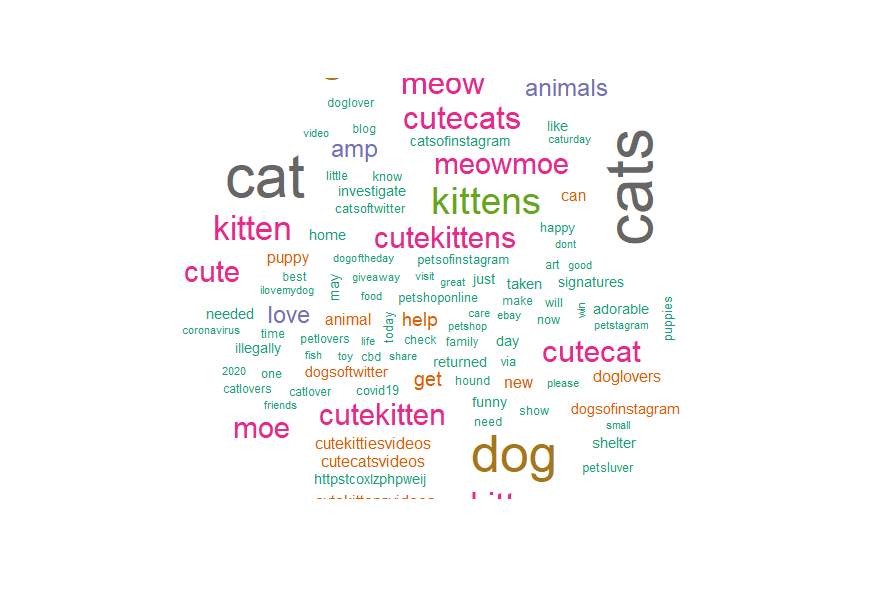 meow
animals
doglover
cutecats
video
blog
like
catsofinstagram
caturday
amp
cats
cat
meowmoe
little
know
investigate
kittens
can
catsoftwitter
kitten
home
cutekittens
happy
dont
puppy
dogoftheday
petsofinstagram
cute
art
good
best
may
giveaway
visit
great
just
taken
signatures
ilovemydog
food
petshoponline
make
will
win
adorable
puppies
needed
love
animal
today
help
care
ebay
now
petshop
petstagram
coronavirus
time
petlovers
life
check
family
day
illegally
fish
toy
cbd
share
returned
via
cutecat
2020
one
dogsoftwitter
get
hound
new
please
doglovers
catlovers
catlover
covid19
friends
funny
show
dogsofinstagram
moe
cutekitten
need
small
cutekittiesvideos
dog
shelter
cutecatsvideos
petsluver
httpstcoxlzphpweij